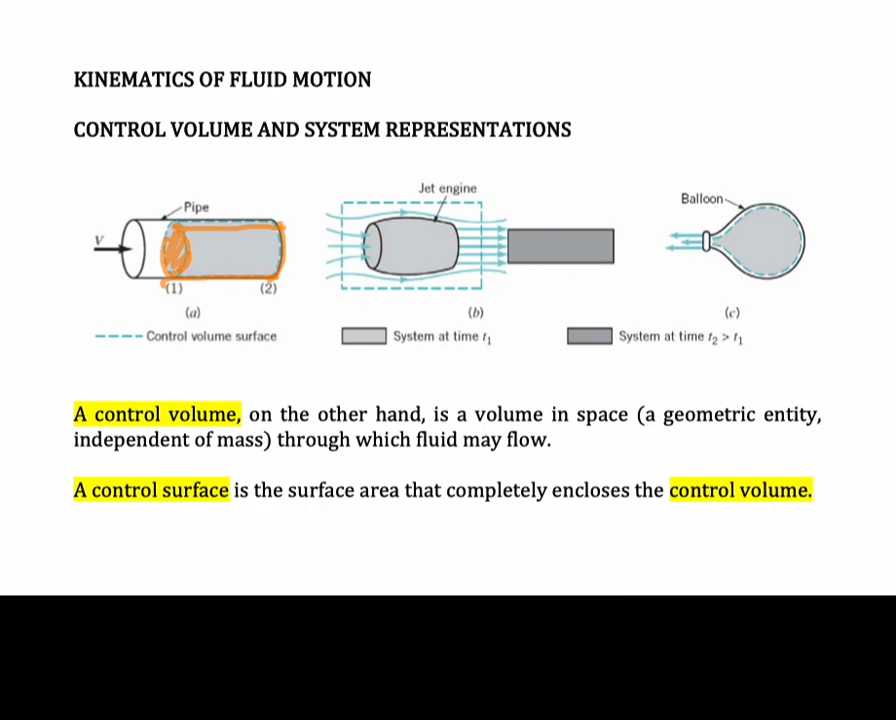 KINEMATICS OF FLUID MOTION
CONTROL VOLUME AND SYSTEM REPRESENTATIONS
Jet engine
Pipe
Balloon
V
(1)
(2)
(a)
(b)
(c)
Control volume surface
System at time t₁
System at time t₂ > t₁
A control volume, on the other hand, is a volume in space (a geometric entity,
independent of mass) through which fluid may flow.
A control surface is the surface area that completely encloses the control volume.